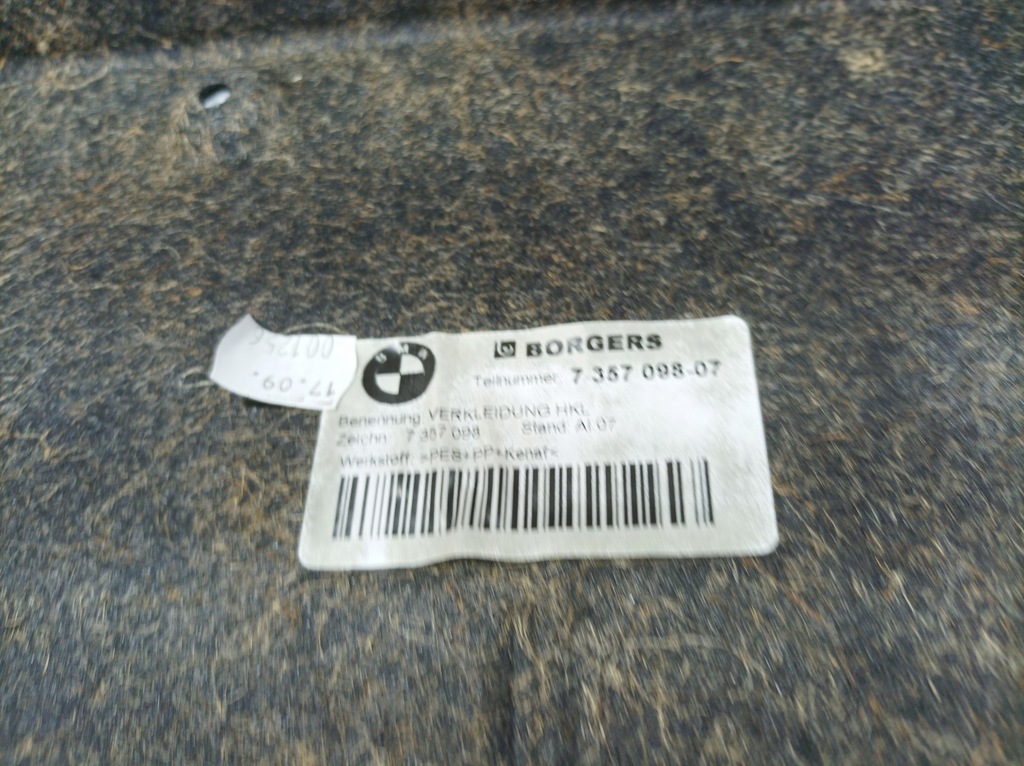 BMW
BORGERS
Teilnummer: 7 357 098-07
Benennung: VERKLEIDUNG HKL
Zeichn.: 7 357 098 Stand: AI.07
Werkstoff: >PES+PP+Kenaf<
17.09.